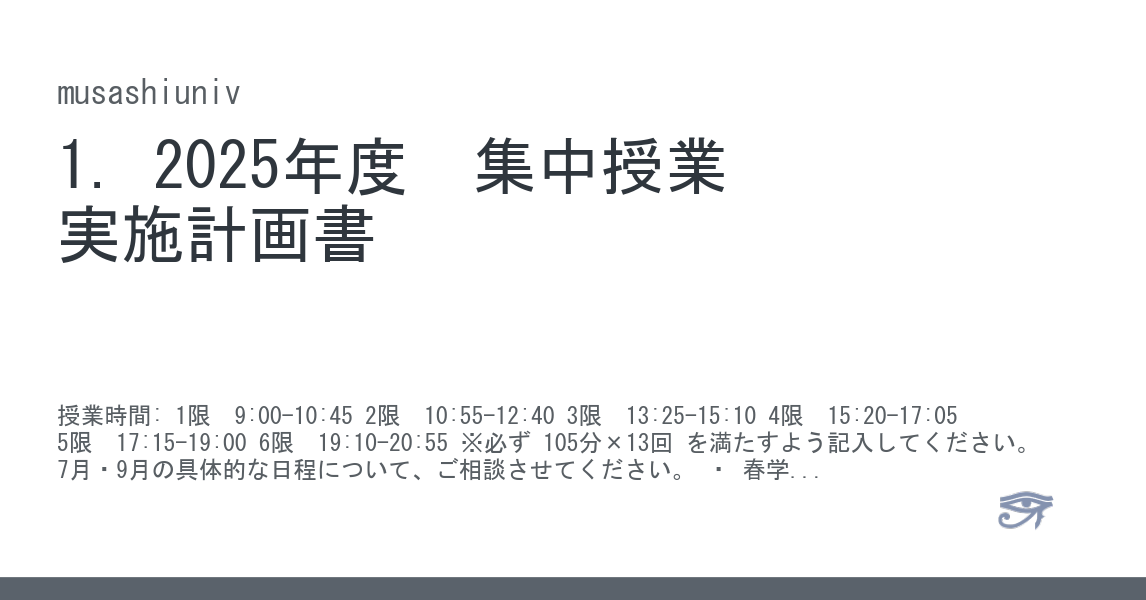 musashiuniv
1. 2025年度　集中授業
実施計画書
授業時間: 1限　9:00-10:45 2限　10:55-12:40 3限　13:25-15:10 4限　15:20-17:05
5限　17:15-19:00 6限　19:10-20:55 ※必ず 105分×13回 を満たすよう記入してください。
7月・9月の具体的な日程について、ご相談させてください。 ・ 春学...